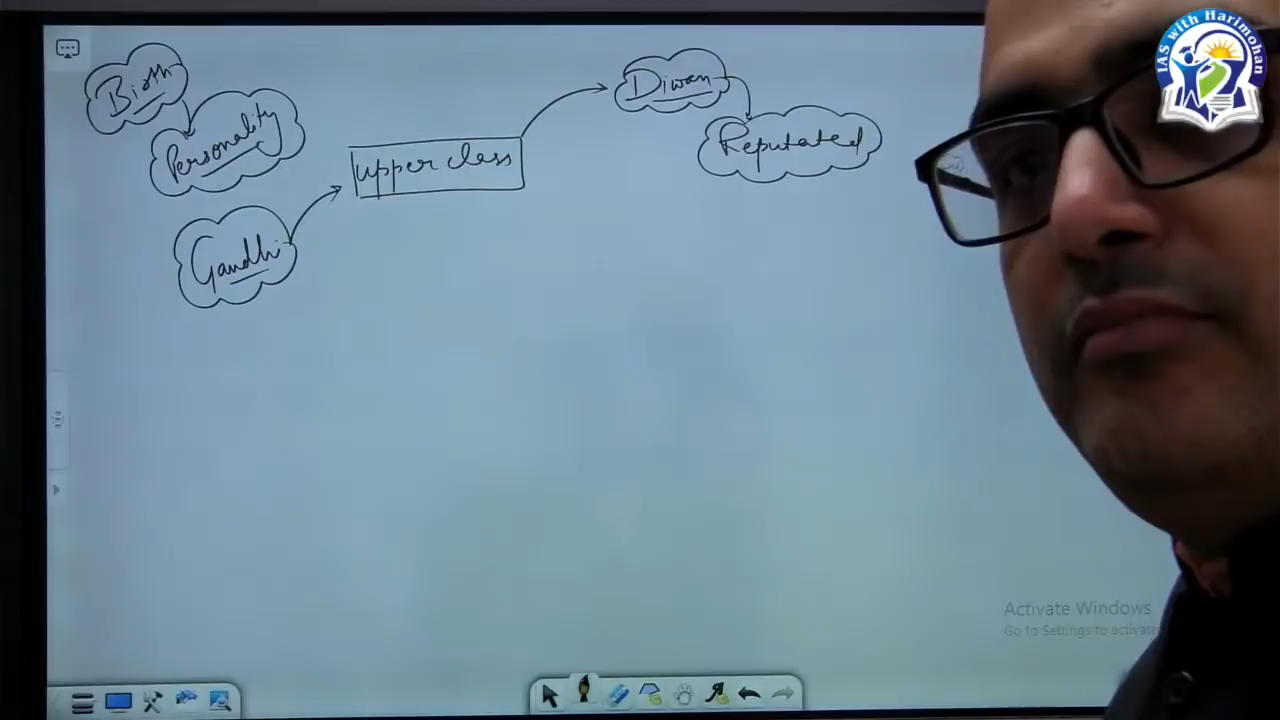 Birth
Personality
Gandhi
upper class
Diwan
Reputated
IAS with Harimohan
Activate Windows
Go to Settings to activate